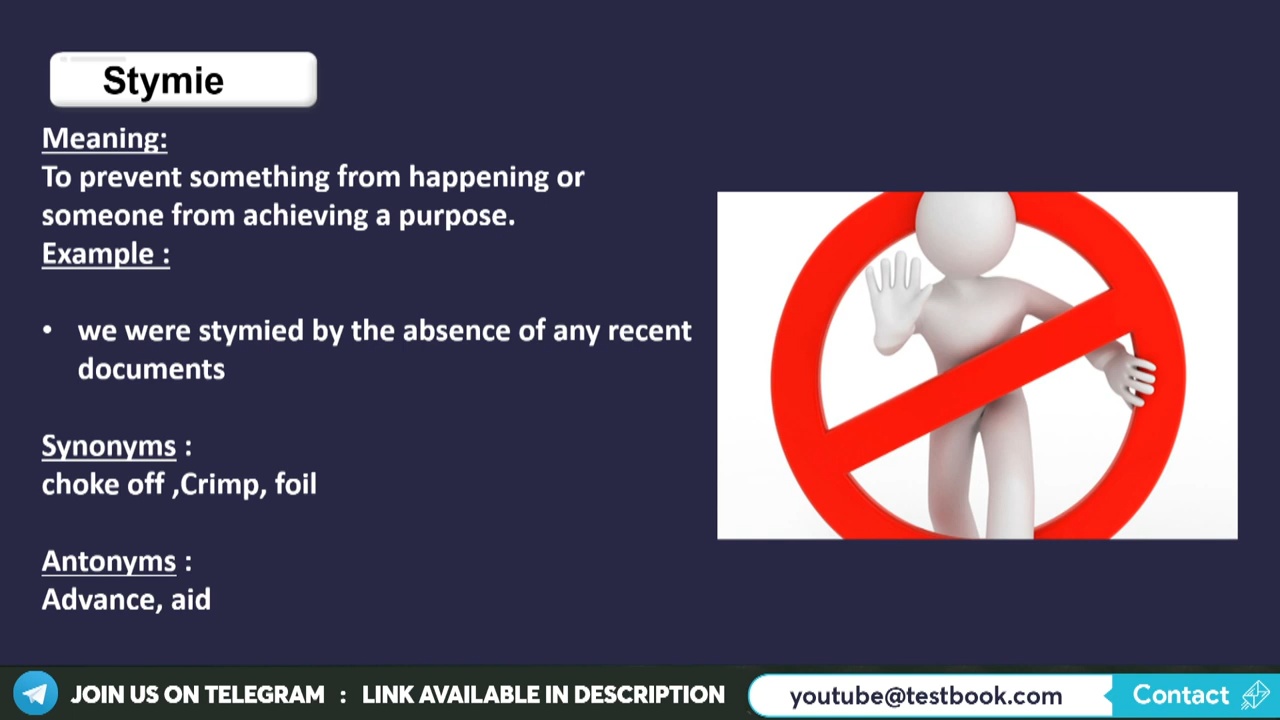 Stymie
Meaning:
To prevent something from happening or
someone from achieving a purpose.
Example :
• we were stymied by the absence of any recent
documents
Synonyms :
choke off ,Crimp, foil
Antonyms :
Advance, aid
JOIN US ON TELEGRAM : LINK AVAILABLE IN DESCRIPTION
youtube@testbook.com
Contact